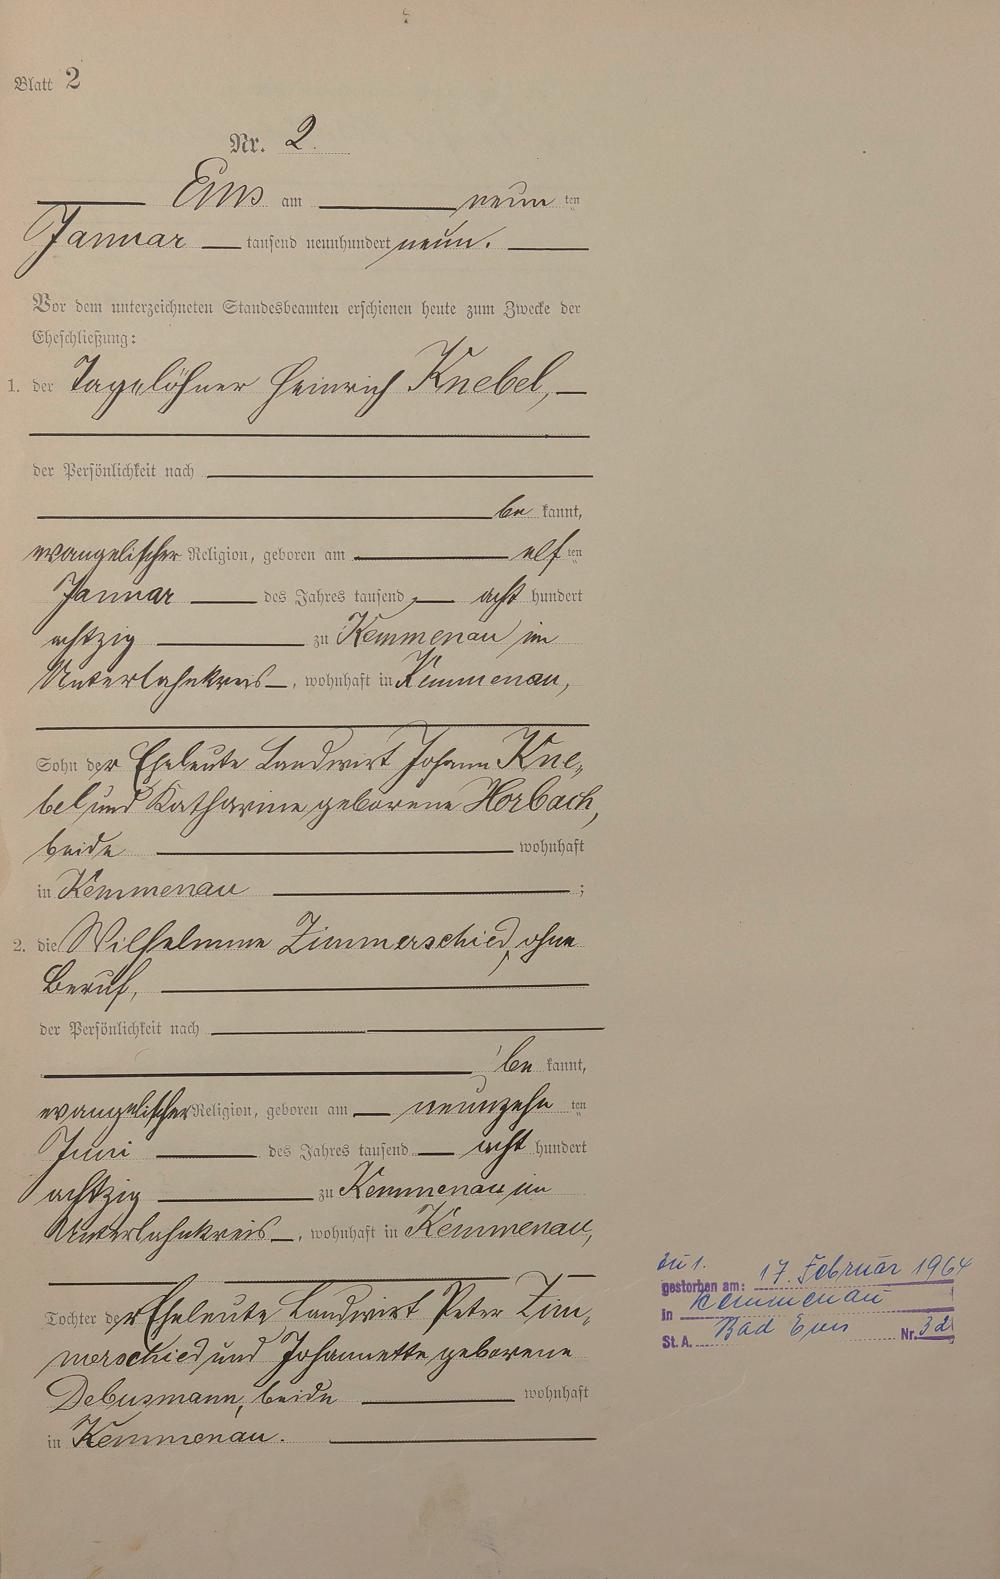 Blatt 2
Nr. 2.
Ems am neunten
Januar tausend neunhundert neun.
Vor dem unterzeichneten Standesbeamten erschienen heute zum Zwecke der
Eheschließung:
1. der Tagelöhner Heinrich Knebel,
der Persönlichkeit nach
bekannt,
evangelischer Religion, geboren am elften
Januar des Jahres tausend acht hundert
achtzig zu Kemmenau im
Unterlahnkreis, wohnhaft in Kemmenau,
Sohn der Eheleute Landwirt Johann Kne-
bel und Katharine geborene Horbach,
beide wohnhaft
in Kemmenau ;
2. die Wilhelmine Zimmerschied, ohne
Beruf,
der Persönlichkeit nach
bekannt,
evangelischer Religion, geboren am neunzehnten
Juni des Jahres tausend acht hundert
achtzig zu Kemmenau im
Unterlahnkreis, wohnhaft in Kemmenau,
Tochter der Eheleute Landwirt Peter Zim-
merschied und Johannette geborene
Debusmann, beide wohnhaft
in Kemmenau.
zu 1.
gestorben am: 17. Februar 1964
in Kemmenau
St.A. Bad Ems Nr. 32